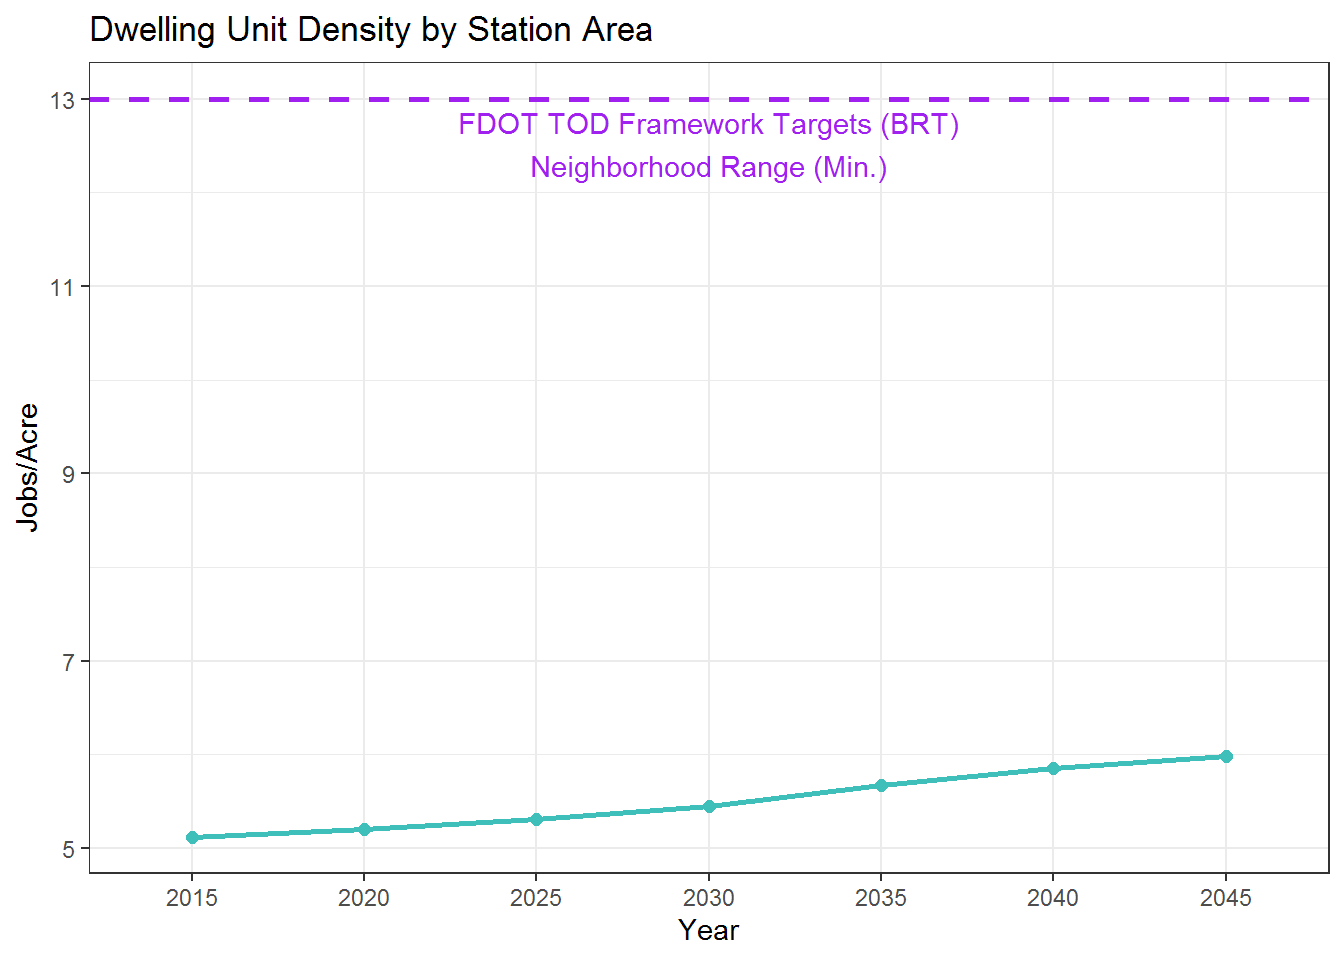 Dwelling Unit Density by Station Area
13
FDOT TOD Framework Targets (BRT)
Neighborhood Range (Min.)
11
9
7
5
Jobs/Acre
2015 2020 2025 2030 2035 2040 2045
Year